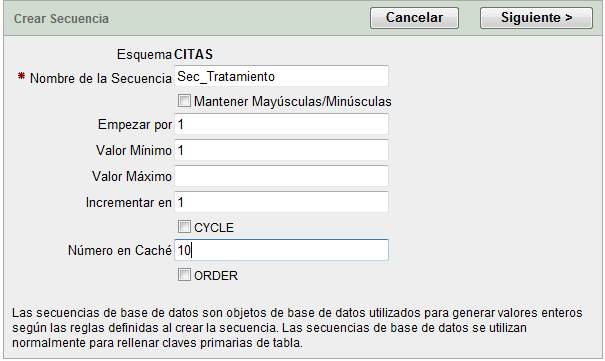 Crear Secuencia
Cancelar
Siguiente >
Esquema CITAS
* Nombre de la Secuencia Sec_Tratamiento
Mantener Mayúsculas/Minúsculas
Empezar por 1
Valor Mínimo 1
Valor Máximo
Incrementar en 1
CYCLE
Número en Caché 10
ORDER
Las secuencias de base de datos son objetos de base de datos utilizados para generar valores enteros
según las reglas definidas al crear la secuencia. Las secuencias de base de datos se utilizan
normalmente para rellenar claves primarias de tabla.